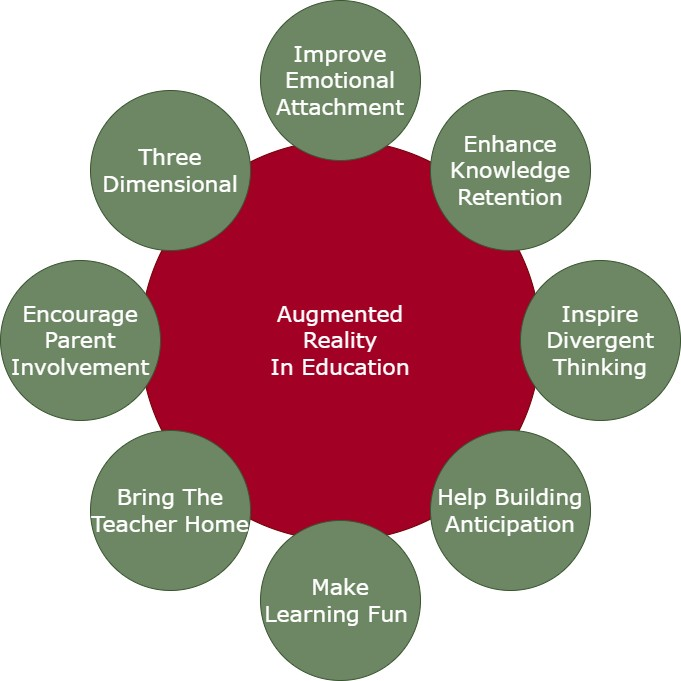 Improve
Emotional
Attachment
Enhance
Knowledge
Retention
Three
Dimensional
Encourage
Parent
Involvement
Augmented
Reality
In Education
Inspire
Divergent
Thinking
Bring The
Teacher Home
Help Building
Anticipation
Make
Learning Fun